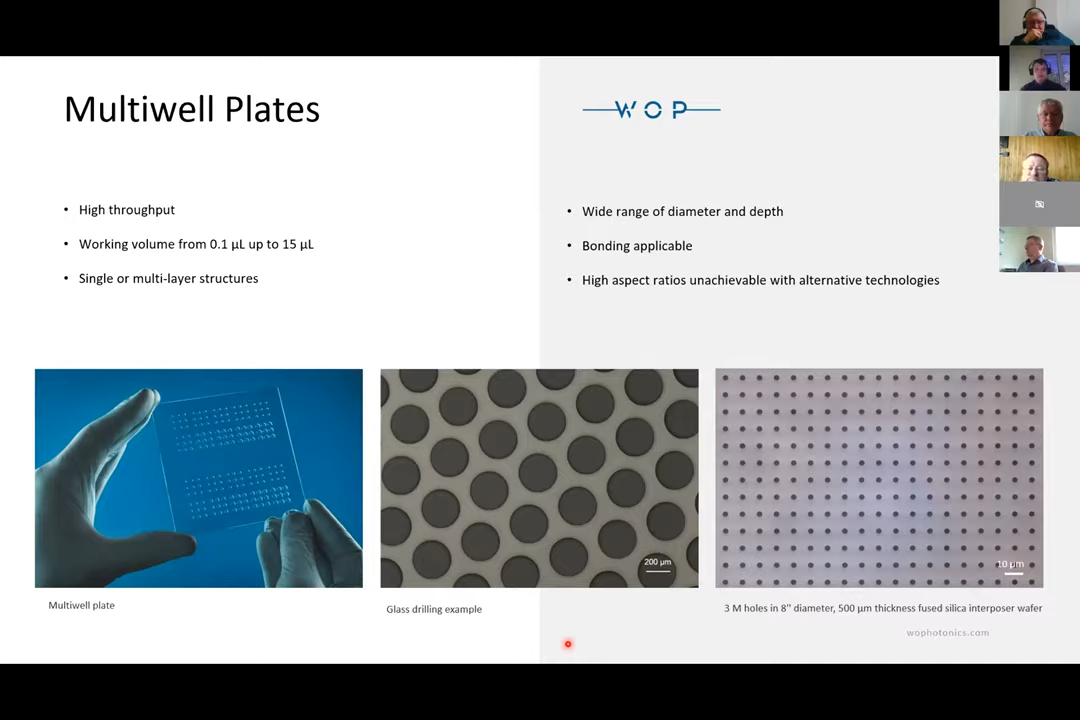 Multiwell Plates
WOP
• High throughput
• Working volume from 0.1 µL up to 15 µL
• Single or multi-layer structures
• Wide range of diameter and depth
• Bonding applicable
• High aspect ratios unachievable with alternative technologies
200 µm
10 µm
Multiwell plate
Glass drilling example
3 M holes in 8'' diameter, 500 µm thickness fused silica interposer wafer
wophotonics.com